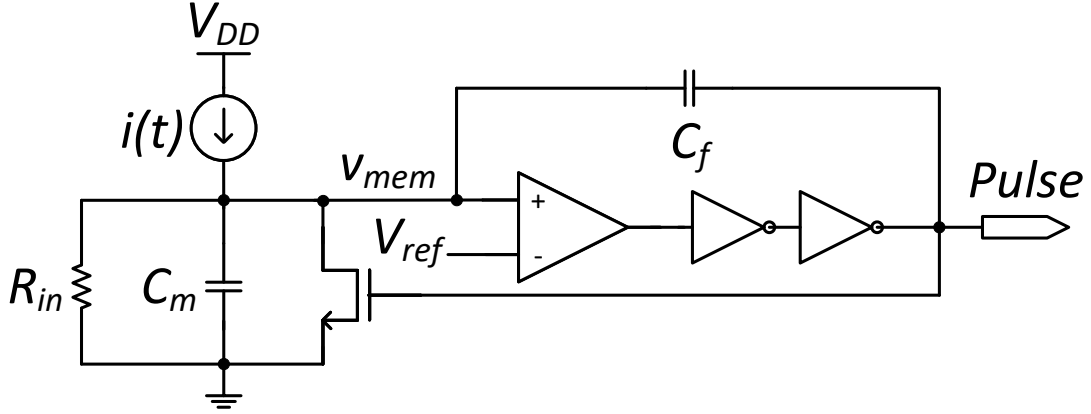 V_DD
i(t)
v_mem
C_f
Pulse
+
V_ref
-
R_in
C_m